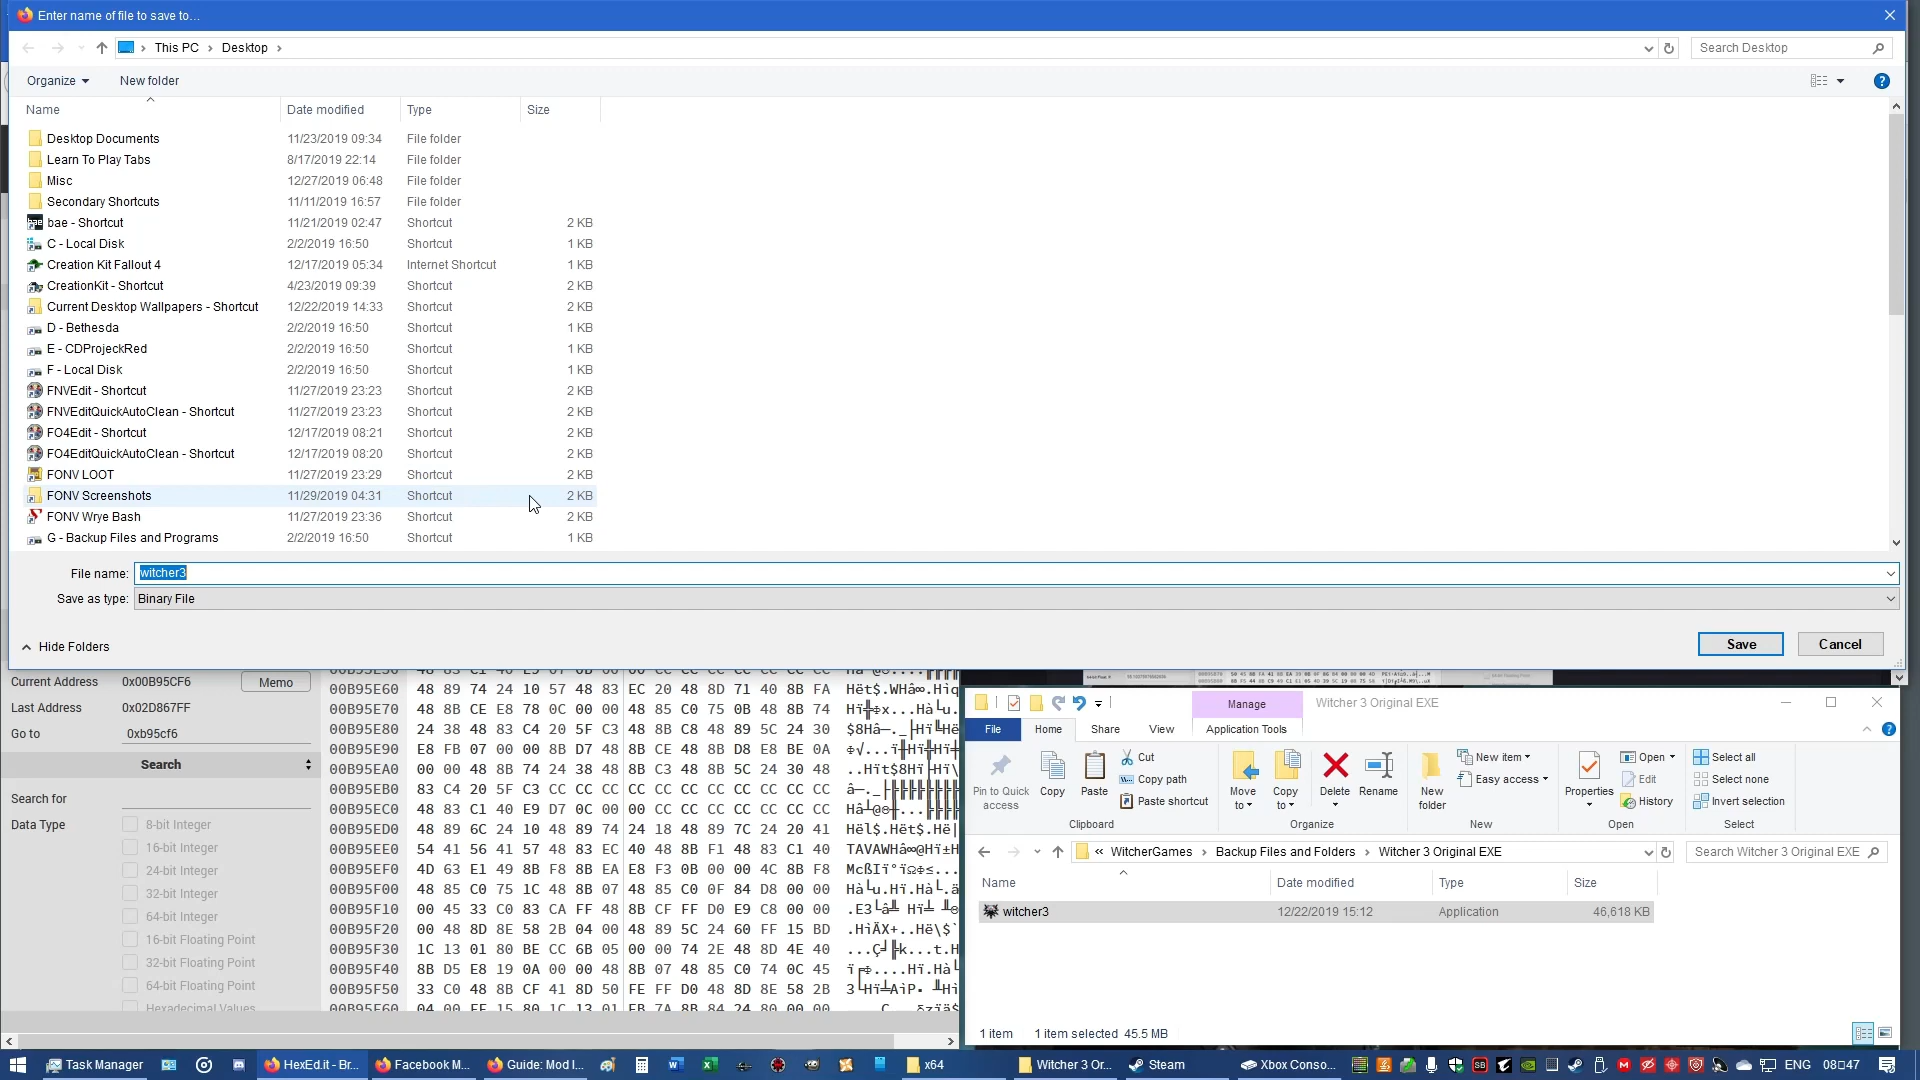 Enter name of file to save to...
This PC > Desktop >
Search Desktop
Organize
New folder
Name Date modified Type Size
Desktop Documents 11/23/2019 09:34 File folder
Learn To Play Tabs 8/17/2019 22:14 File folder
Misc 12/27/2019 06:48 File folder
Secondary Shortcuts 11/11/2019 16:57 File folder
bae - Shortcut 11/21/2019 02:47 Shortcut 2 KB
C - Local Disk 2/2/2019 16:50 Shortcut 1 KB
Creation Kit Fallout 4 12/17/2019 05:34 Internet Shortcut 1 KB
CreationKit - Shortcut 4/23/2019 09:39 Shortcut 2 KB
Current Desktop Wallpapers - Shortcut 12/22/2019 14:33 Shortcut 2 KB
D - Bethesda 2/2/2019 16:50 Shortcut 1 KB
E - CDProjeckRed 2/2/2019 16:50 Shortcut 1 KB
F - Local Disk 2/2/2019 16:50 Shortcut 1 KB
FNVEdit - Shortcut 11/27/2019 23:23 Shortcut 2 KB
FNVEditQuickAutoClean - Shortcut 11/27/2019 23:23 Shortcut 2 KB
FO4Edit - Shortcut 12/17/2019 08:21 Shortcut 2 KB
FO4EditQuickAutoClean - Shortcut 12/17/2019 08:20 Shortcut 2 KB
FONV LOOT 11/27/2019 23:29 Shortcut 2 KB
FONV Screenshots 11/29/2019 04:31 Shortcut 2 KB
FONV Wrye Bash 11/27/2019 23:36 Shortcut 2 KB
G - Backup Files and Programs 2/2/2019 16:50 Shortcut 1 KB
File name: witcher3
Save as type: Binary File
Hide Folders
Save
Cancel
Current Address 0x00B95CF6 Memo
Last Address 0x02D867FF
Go to 0xb95cf6
Search
Search for
Data Type
8-bit Integer
16-bit Integer
24-bit Integer
32-bit Integer
64-bit Integer
16-bit Floating Point
32-bit Floating Point
64-bit Floating Point
Hexadecimal Values
00B95E60 48 89 74 24 10 57 48 83 EC 20 48 8D 71 40 8B FA
00B95E70 48 8B CE E8 78 0C 00 00 48 85 C0 75 0B 48 8B 74
00B95E80 24 38 48 83 C4 20 5F C3 48 8B C8 48 89 5C 24 30
00B95E90 E8 FB 07 00 00 8B D7 48 8B CE 48 8B D8 E8 BE 0A
00B95EA0 00 00 48 8B 74 24 38 48 8B C3 48 8B 5C 24 30 48
00B95EB0 83 C4 20 5F C3 CC CC CC CC CC CC CC CC CC CC CC
00B95EC0 48 83 C1 40 E9 D7 0C 00 00 CC CC CC CC CC CC CC
00B95ED0 48 89 6C 24 10 48 89 74 24 18 48 89 7C 24 20 41
00B95EE0 54 41 56 41 57 48 83 EC 40 48 8B F1 48 83 C1 40
00B95EF0 4D 63 E1 49 8B F8 8B EA E8 F3 0B 00 00 4C 8B F8
00B95F00 48 85 C0 75 1C 48 8B 07 48 85 C0 0F 84 D8 00 00
00B95F10 00 45 33 C0 83 CA FF 48 8B CF FF D0 E9 C8 00 00
00B95F20 00 48 8D 8E 58 2B 04 00 48 89 5C 24 60 FF 15 BD
00B95F30 1C 13 01 80 BE CC 6B 05 00 00 74 2E 48 8D 4E 40
00B95F40 8B D5 E8 19 0A 00 00 48 8B 07 48 85 C0 74 0C 45
00B95F50 33 C0 48 8B CF 41 8D 50 FE FF D0 48 8D 8E 58 2B
Manage
Witcher 3 Original EXE
File
Home
Share
View
Application Tools
Pin to Quick access
Copy
Paste
Cut
Copy path
Paste shortcut
Clipboard
Move to
Copy to
Delete
Rename
Organize
New folder
New item
Easy access
New
Properties
Open
Edit
History
Open
Select all
Select none
Invert selection
Select
« WitcherGames > Backup Files and Folders > Witcher 3 Original EXE
Search Witcher 3 Original EXE
Name Date modified Type Size
witcher3 12/22/2019 15:12 Application 46,618 KB
1 item 1 item selected 45.5 MB
Task Manager
HexEd.it - Br...
Facebook M...
Guide: Mod I...
x64
Witcher 3 Or...
Steam
Xbox Conso...
ENG
08:47